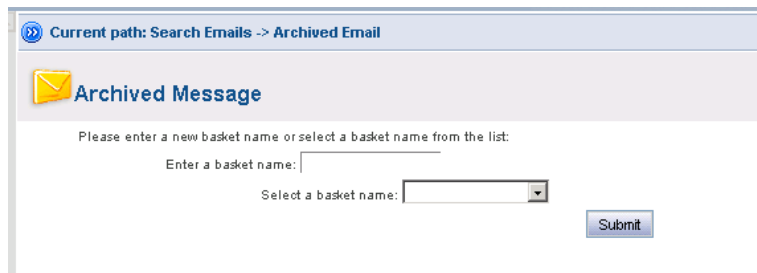 Current path: Search Emails -> Archived Email
Archived Message
Please enter a new basket name or select a basket name from the list:
Enter a basket name:
Select a basket name:
Submit